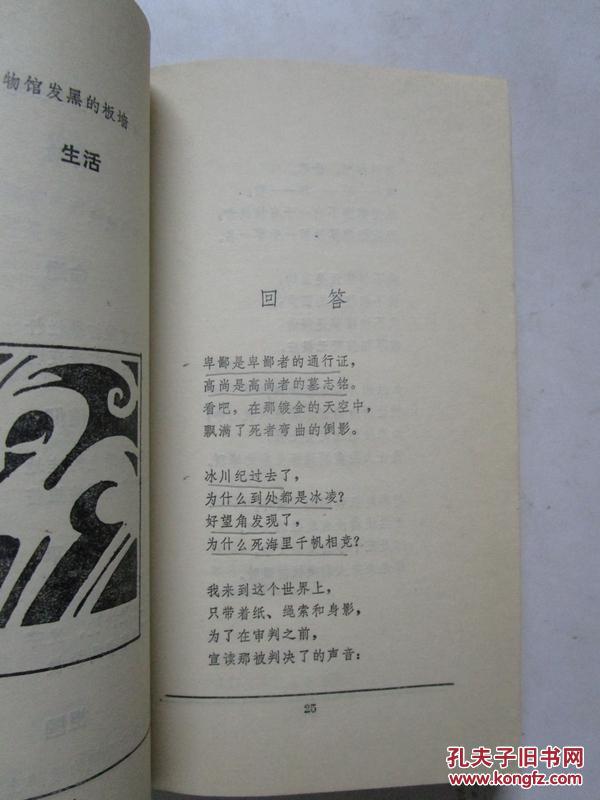 物馆发黑的板墙
生活
回答
卑鄙是卑鄙者的通行证,
高尚是高尚者的墓志铭。
看吧,在那镀金的天空中,
飘满了死者弯曲的倒影。
冰川纪过去了,
为什么到处都是冰凌?
好望角发现了,
为什么死海里千帆相竞?
我来到这个世界上,
只带着纸、绳索和身影,
为了在审判之前,
宣读那被判决了的声音:
25
孔夫子旧书网
www.kongfz.com